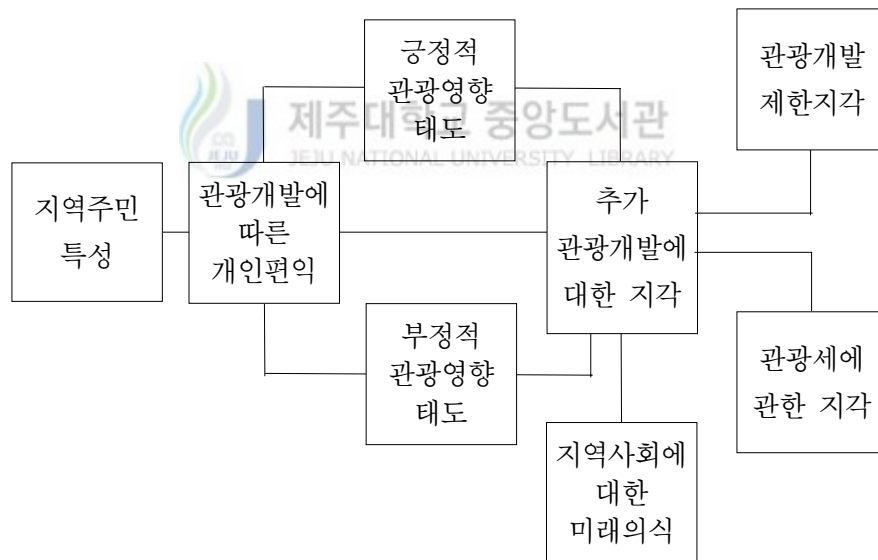 긍정적
관광영향
태도
관광개발
제한지각
제주대학교 중앙도서관
JEJU NATIONAL UNIVERSITY LIBRARY
JEJU
지역주민
특성
관광개발에
따른
개인편익
추가
관광개발에
대한 지각
부정적
관광영향
태도
관광세에
관한 지각
지역사회에
대한
미래의식